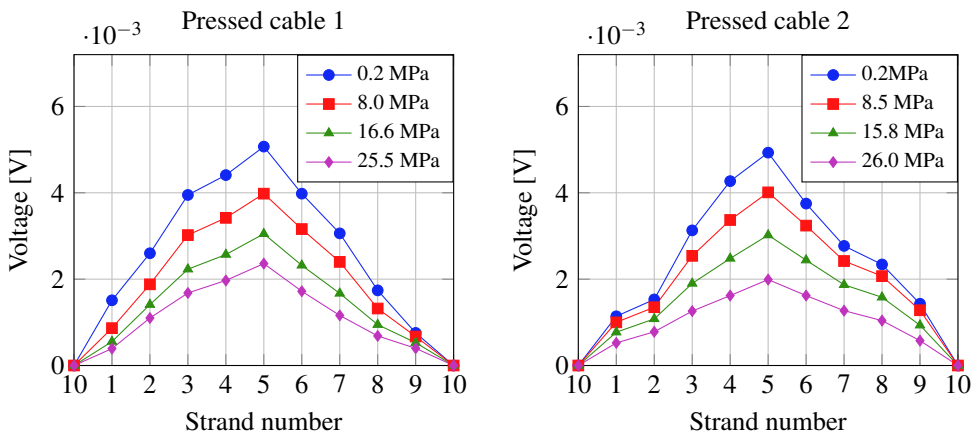 Pressed cable 1
·10⁻³
0.2 MPa
8.0 MPa
16.6 MPa
25.5 MPa
6
4
2
0
Voltage [V]
10 1 2 3 4 5 6 7 8 9 10
Strand number
Pressed cable 2
·10⁻³
0.2MPa
8.5 MPa
15.8 MPa
26.0 MPa
6
4
2
0
Voltage [V]
10 1 2 3 4 5 6 7 8 9 10
Strand number